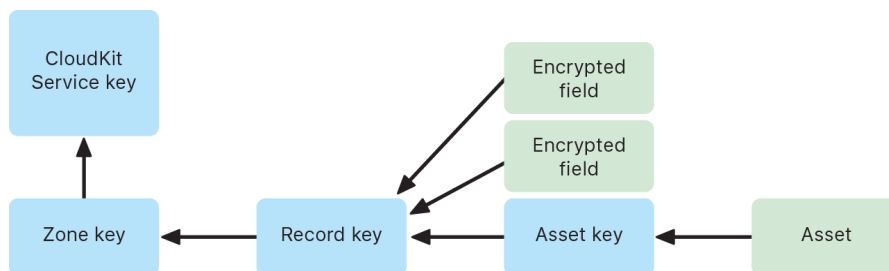 CloudKit
Service key
Encrypted
field
Encrypted
field
Zone key
Record key
Asset key
Asset